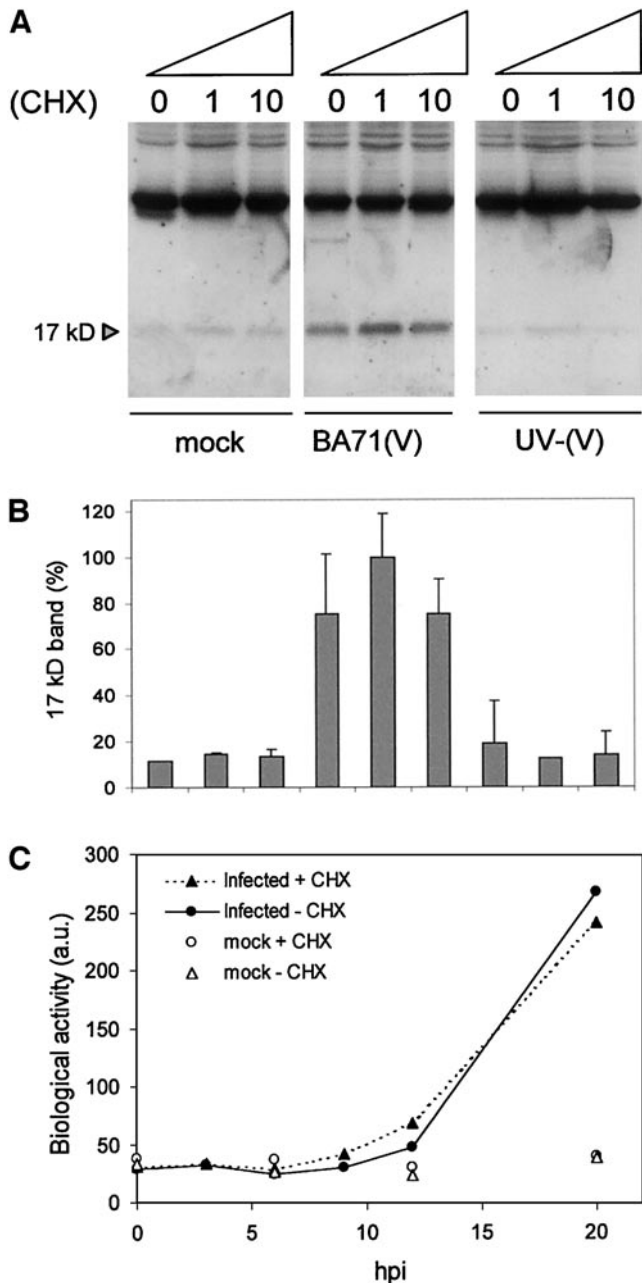 A
(CHX) 0 1 10 0 1 10 0 1 10
17 kD
mock BA71(V) UV-(V)
B
17 kD band (%)
120
100
80
60
40
20
0
C
Biological activity (a.u.)
300
250
200
150
100
50
0
Infected + CHX
Infected - CHX
mock + CHX
mock - CHX
0 5 10 15 20
hpi